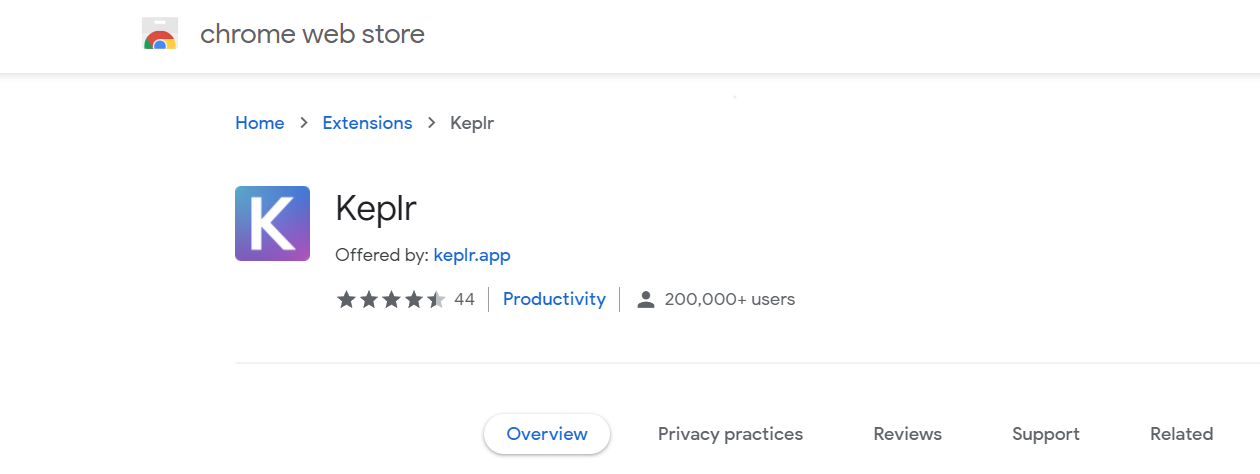 chrome web store
Home > Extensions > Keplr
K
Keplr
Offered by: keplr.app
44 Productivity 200,000+ users
Overview Privacy practices Reviews Support Related